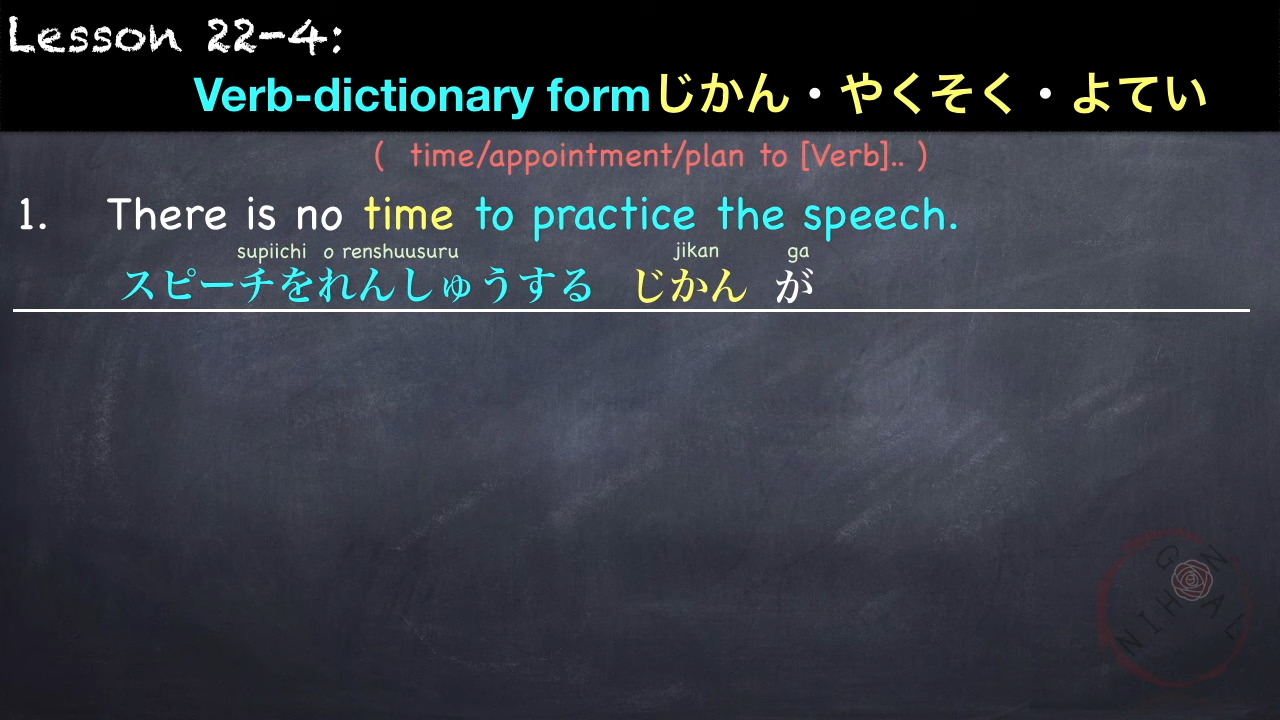 Lesson 22-4:
Verb-dictionary formじかん・やくそく・よてい
( time/appointment/plan to [Verb].. )
1. There is no time to practice the speech.
supiichi o renshuusuru jikan ga
スピーチをれんしゅうする じかん が
NIHONGOAL